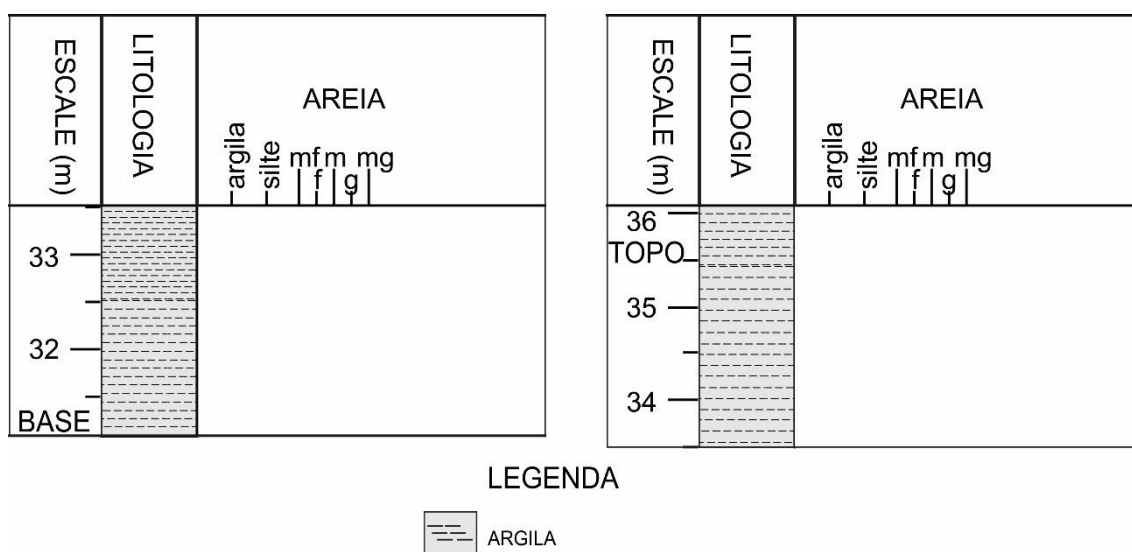 ESCALE (m)
LITOLOGIA
AREIA
argila
silte
mf
f
m
g
mg
33
32
BASE
ESCALE (m)
LITOLOGIA
AREIA
argila
silte
mf
f
m
g
mg
36
TOPO
35
34
LEGENDA
ARGILA